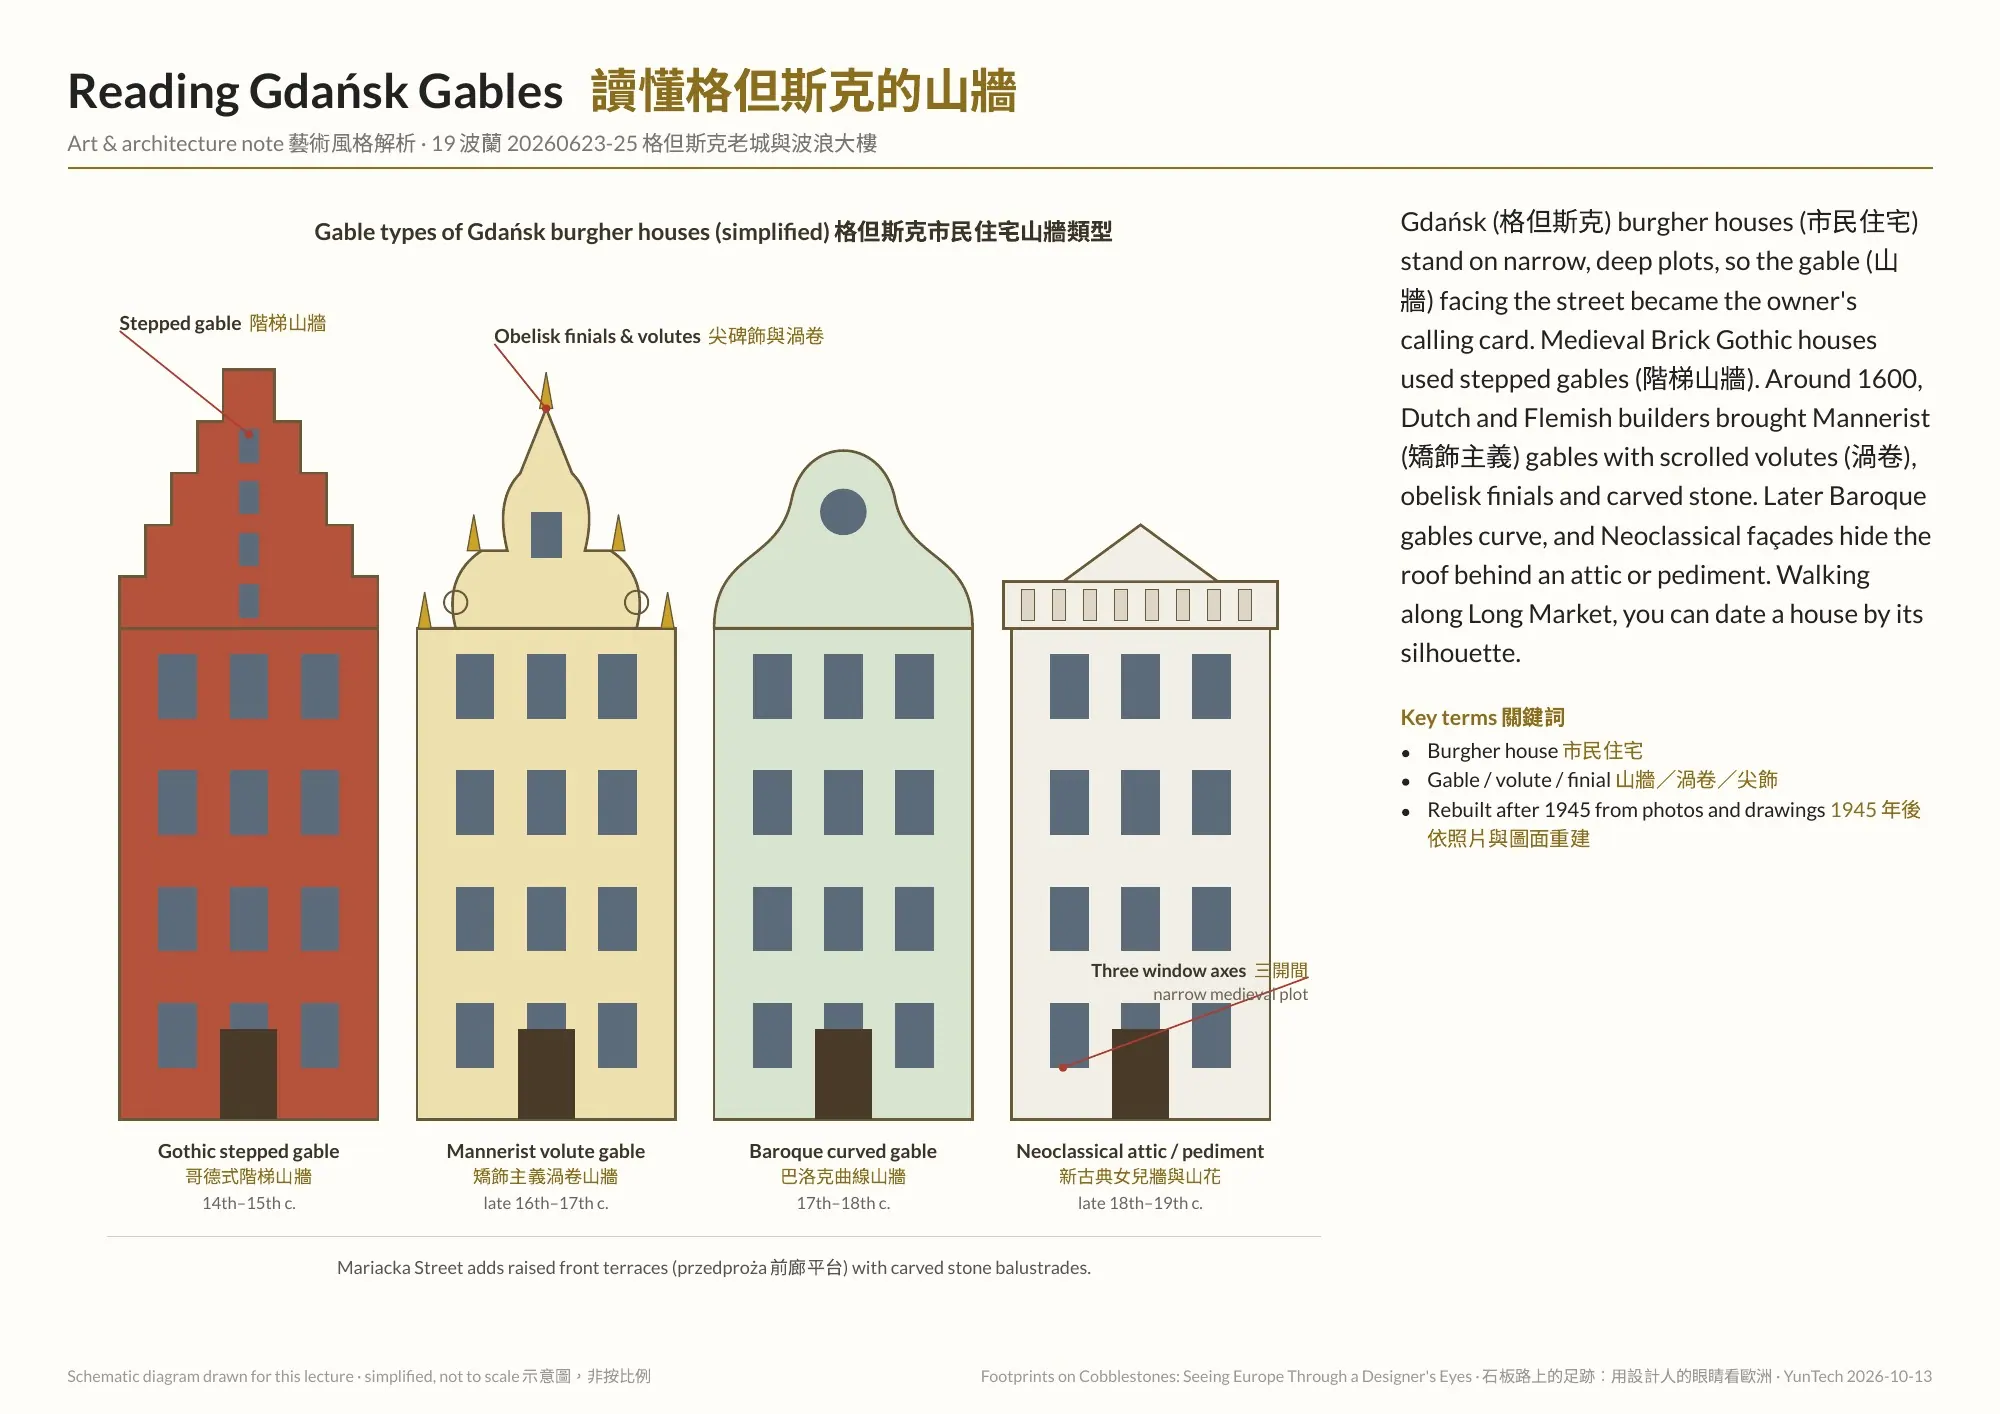 Reading Gdańsk Gables 讀懂格但斯克的山牆
Art & architecture note 藝術風格解析 · 19 波蘭 20260623-25 格但斯克老城與波浪大樓
Gable types of Gdańsk burgher houses (simplified) 格但斯克市民住宅山牆類型
Stepped gable 階梯山牆
Obelisk finials & volutes 尖碑飾與渦卷
Three window axes 三開間
narrow medieval plot
Gothic stepped gable
哥德式階梯山牆
14th–15th c.
Mannerist volute gable
矯飾主義渦卷山牆
late 16th–17th c.
Baroque curved gable
巴洛克曲線山牆
17th–18th c.
Neoclassical attic / pediment
新古典女兒牆與山花
late 18th–19th c.
Mariacka Street adds raised front terraces (przedproża 前廊平台) with carved stone balustrades.
Gdańsk (格但斯克) burgher houses (市民住宅)
stand on narrow, deep plots, so the gable (山
牆) facing the street became the owner's
calling card. Medieval Brick Gothic houses
used stepped gables (階梯山牆). Around 1600,
Dutch and Flemish builders brought Mannerist
(矯飾主義) gables with scrolled volutes (渦卷),
obelisk finials and carved stone. Later Baroque
gables curve, and Neoclassical façades hide the
roof behind an attic or pediment. Walking
along Long Market, you can date a house by its
silhouette.
Key terms 關鍵詞
• Burgher house 市民住宅
• Gable / volute / finial 山牆／渦卷／尖飾
• Rebuilt after 1945 from photos and drawings 1945 年後
依照片與圖面重建
Schematic diagram drawn for this lecture · simplified, not to scale 示意圖，非按比例
Footprints on Cobblestones: Seeing Europe Through a Designer's Eyes · 石板路上的足跡：用設計人的眼睛看歐洲 · YunTech 2026-10-13